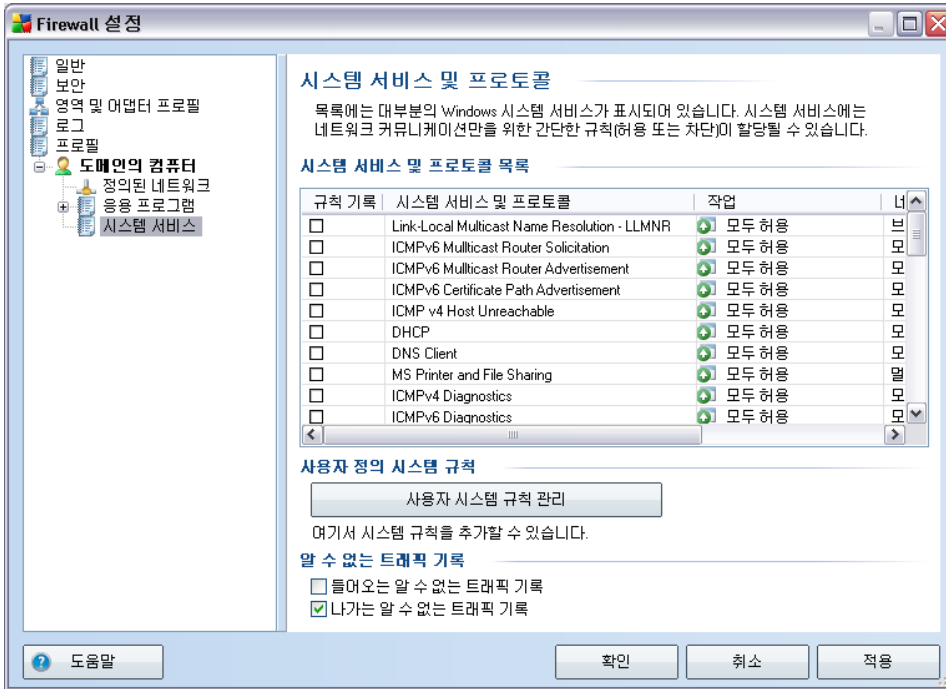 Firewall 설정
일반
보안
영역 및 어댑터 프로필
로그
프로필
도메인의 컴퓨터
정의된 네트워크
응용 프로그램
시스템 서비스
시스템 서비스 및 프로토콜
목록에는 대부분의 Windows 시스템 서비스가 표시되어 있습니다. 시스템 서비스에는
네트워크 커뮤니케이션만을 위한 간단한 규칙(허용 또는 차단)이 할당될 수 있습니다.
시스템 서비스 및 프로토콜 목록
규칙 기록 시스템 서비스 및 프로토콜 작업
Link-Local Multicast Name Resolution - LLMNR 모두 허용
ICMPv6 Mullticast Router Solicitation 모두 허용 모
ICMPv6 Mullticast Router Advertisement 모두 허용 모
ICMPv6 Certificate Path Advertisement 모두 허용 모
ICMP v4 Host Unreachable 모두 허용 모
DHCP 모두 허용 모
DNS Client 모두 허용 모
MS Printer and File Sharing 모두 허용 멀
ICMPv4 Diagnostics 모두 허용 모
ICMPv6 Diagnostics 모두 허용 모
사용자 정의 시스템 규칙
사용자 시스템 규칙 관리
여기서 시스템 규칙을 추가할 수 있습니다.
알 수 없는 트래픽 기록
들어오는 알 수 없는 트래픽 기록
나가는 알 수 없는 트래픽 기록
도움말
확인
취소
적용